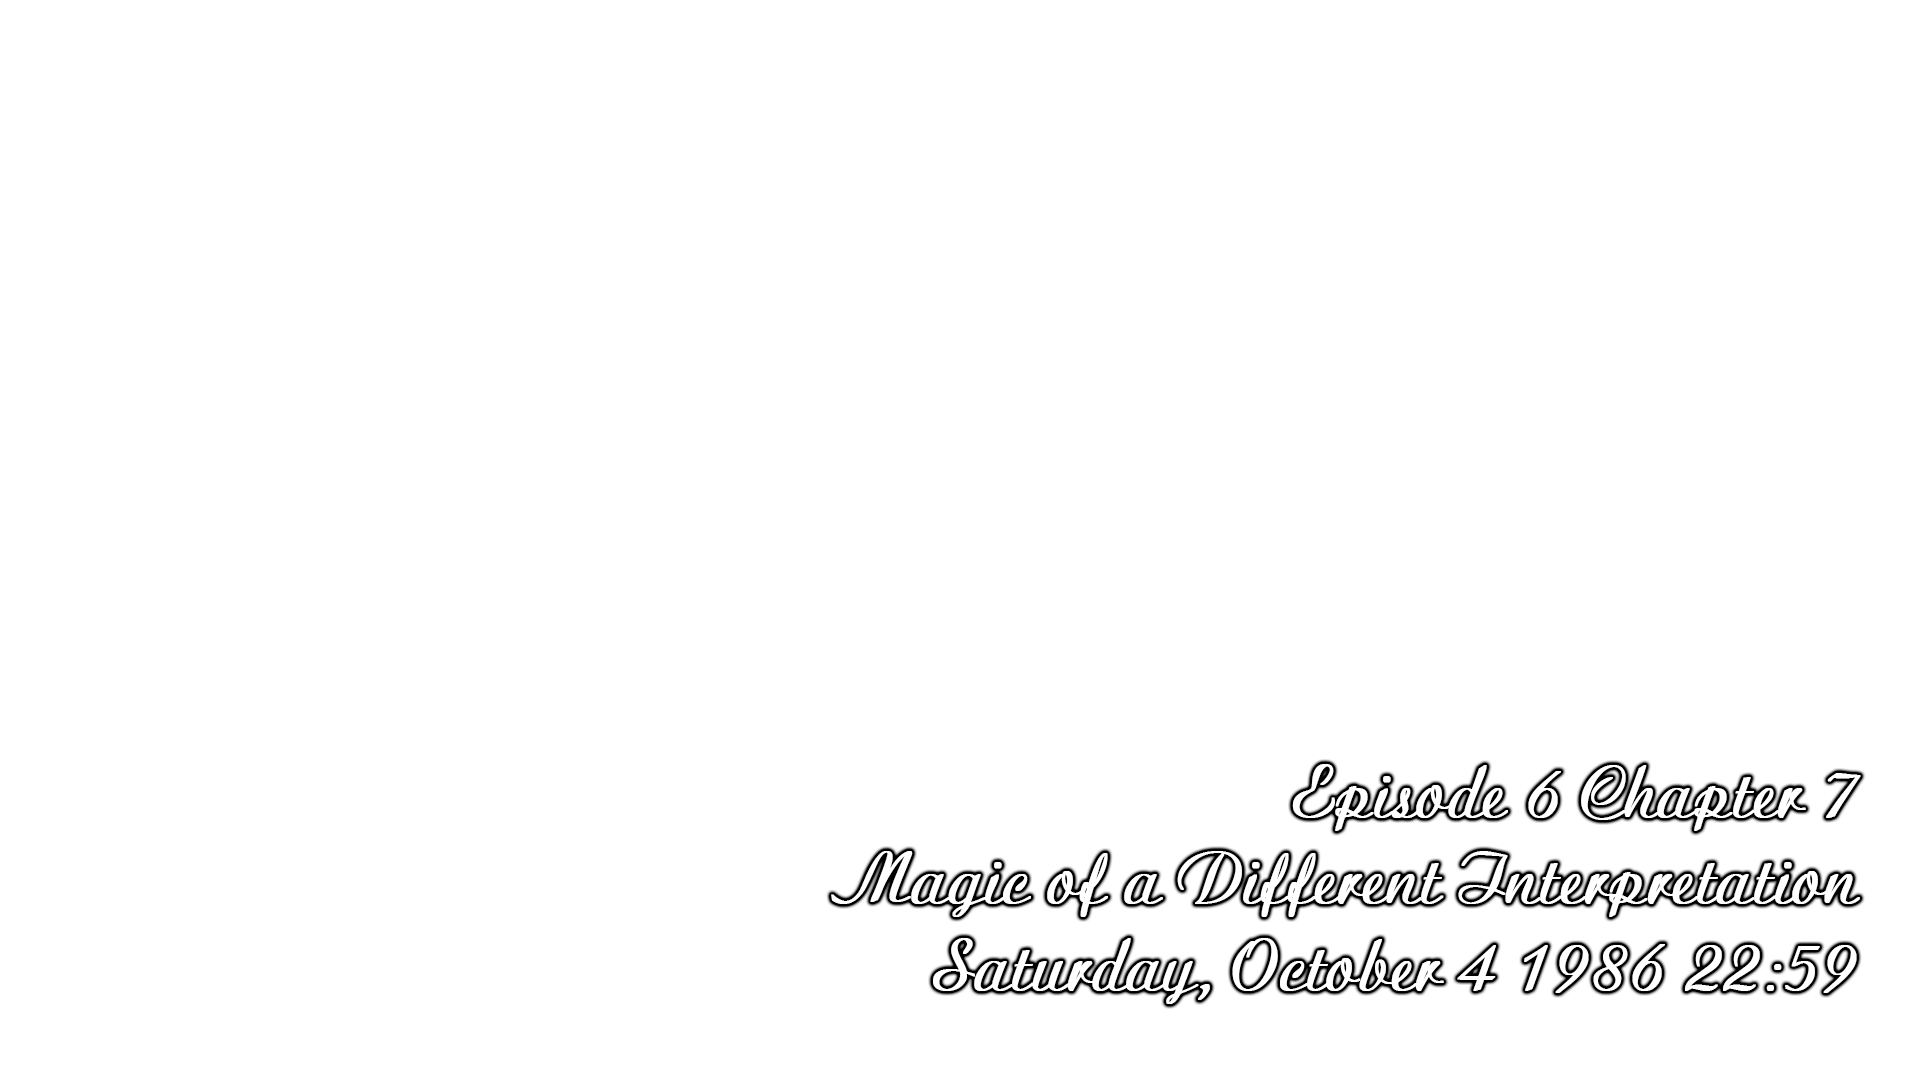 Episode 6 Chapter 7
Magic of a Different Interpretation
Saturday, October 4 1986 22:59